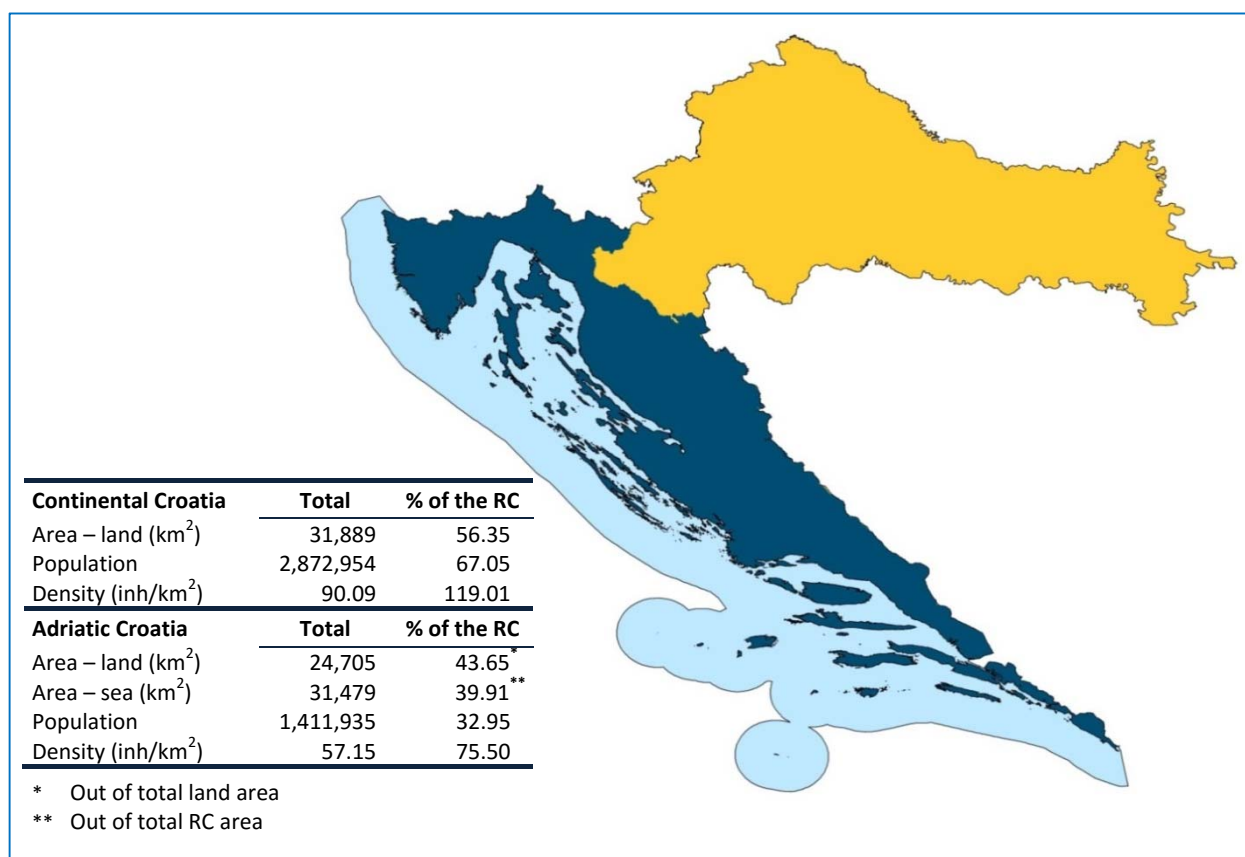 Continental Croatia Total % of the RC
Area – land (km²) 31,889 56.35
Population 2,872,954 67.05
Density (inh/km²) 90.09 119.01
Adriatic Croatia Total % of the RC
Area – land (km²) 24,705 43.65*
Area – sea (km²) 31,479 39.91**
Population 1,411,935 32.95
Density (inh/km²) 57.15 75.50
* Out of total land area
** Out of total RC area